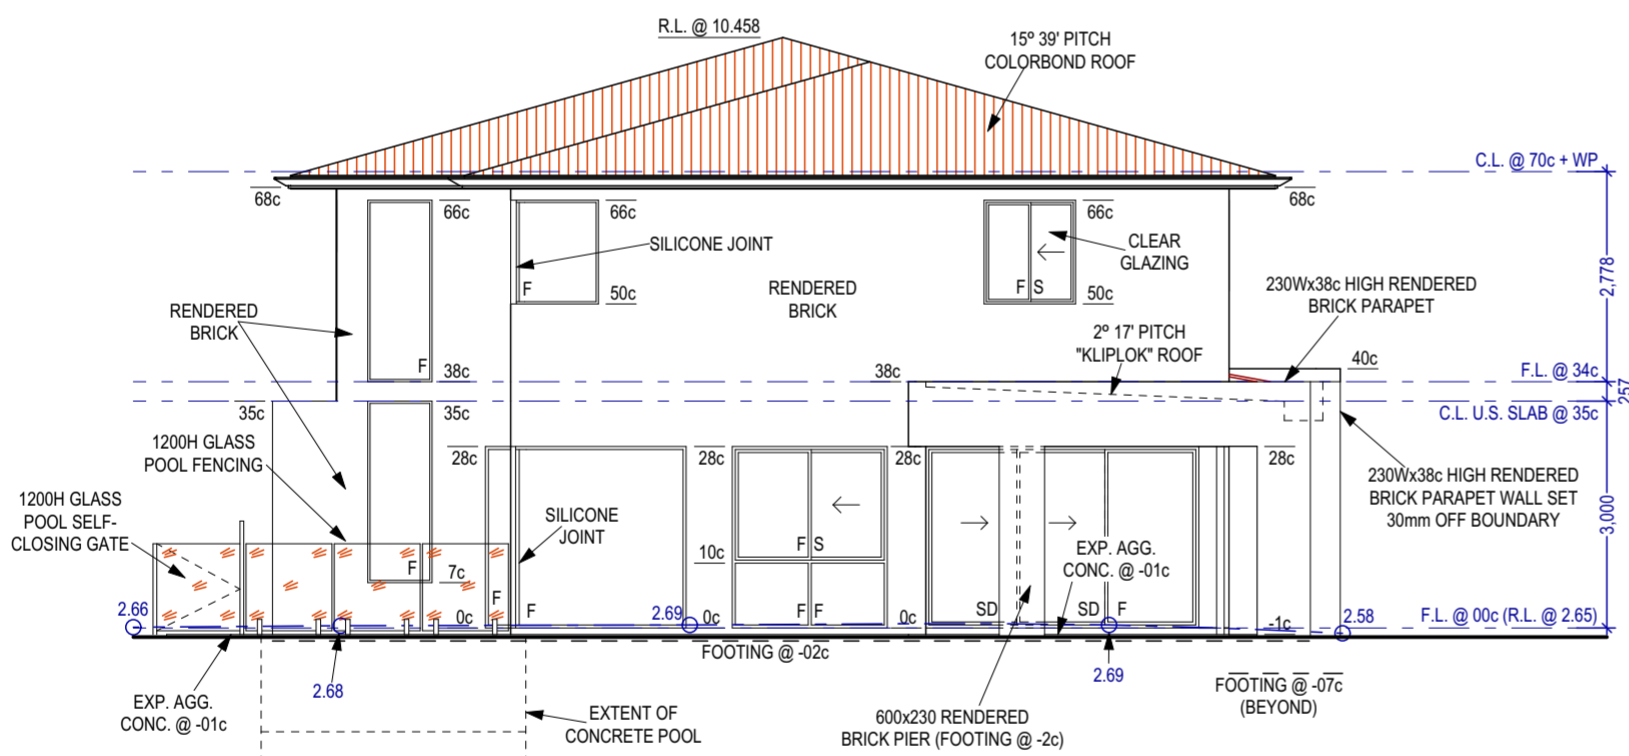 R.L. @ 10.458
15º 39' PITCH
COLORBOND ROOF
C.L. @ 70c + WP
68c
68c
66c
66c
66c
SILICONE JOINT
CLEAR
GLAZING
F
F S
50c
50c
RENDERED
BRICK
RENDERED
BRICK
230Wx38c HIGH RENDERED
BRICK PARAPET
2,778
2º 17' PITCH
"KLIPLOK" ROOF
F
38c
38c
40c
F.L. @ 34c
257
35c
35c
C.L. U.S. SLAB @ 35c
1200H GLASS
POOL FENCING
28c
28c
28c
28c
1200H GLASS
POOL SELF-
CLOSING GATE
SILICONE
JOINT
230Wx38c HIGH RENDERED
BRICK PARAPET WALL SET
30mm OFF BOUNDARY
3,000
F S
10c
EXP. AGG.
CONC. @ -01c
F
7c
F
F
F F
SD
SD
F
2.66
0c
2.69
0c
0c
-1c
2.58
F.L. @ 00c (R.L. @ 2.65)
FOOTING @ -02c
2.68
2.69
EXP. AGG.
CONC. @ -01c
EXTENT OF
CONCRETE POOL
600x230 RENDERED
BRICK PIER (FOOTING @ -2c)
FOOTING @ -07c
(BEYOND)